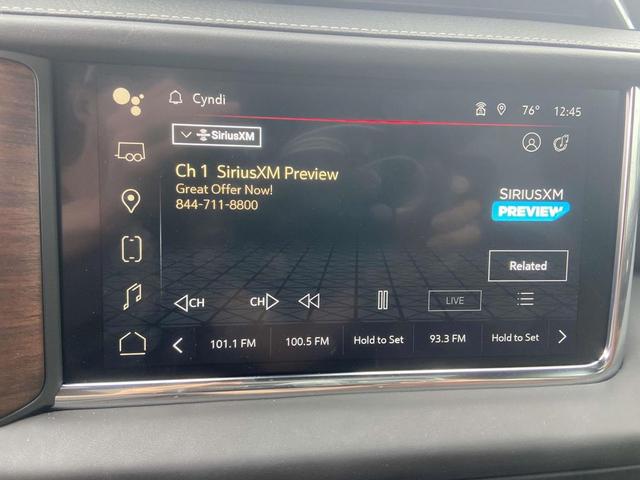 Cyndi
76° 12:45
SiriusXM
Ch 1 SiriusXM Preview
Great Offer Now!
844-711-8800
SIRIUSXM
PREVIEW
Related
CH
CH
LIVE
101.1 FM
100.5 FM
Hold to Set
93.3 FM
Hold to Set